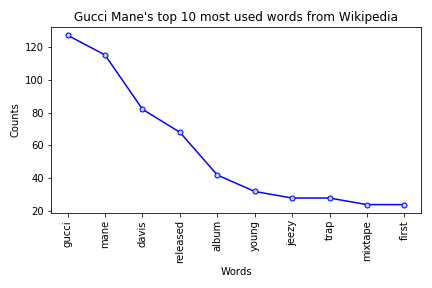 Gucci Mane's top 10 most used words from Wikipedia
120
100
80
60
40
20
Counts
gucci
mane
davis
released
album
young
jeezy
trap
mixtape
first
Words